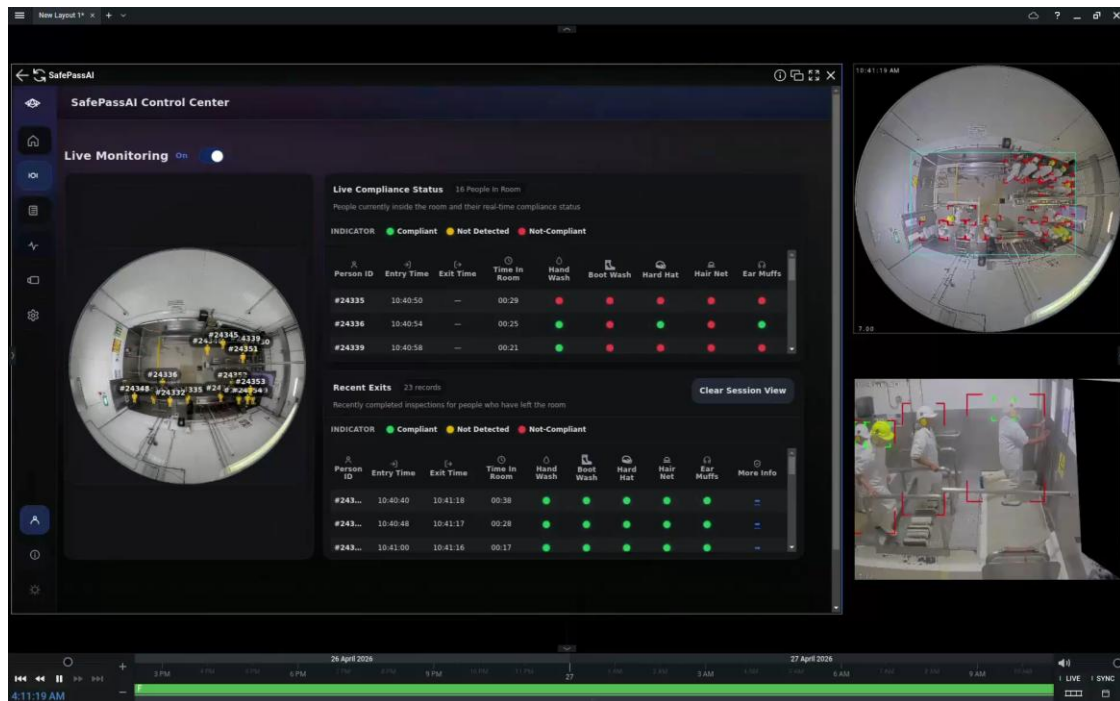 New Layout 1*
SafePassAI
SafePassAI Control Center
Live Monitoring On
Live Compliance Status 16 People In Room
People currently inside the room and their real-time compliance status
INDICATOR Compliant Not Detected Not-Compliant
Person ID Entry Time Exit Time Time In Room Hand Wash Boot Wash Hard Hat Hair Net Ear Muffs
#24335 10:40:50 — 00:29
#24336 10:40:54 — 00:25
#24339 10:40:58 — 00:21
Recent Exits 23 records
Clear Session View
Recently completed inspections for people who have left the room
INDICATOR Compliant Not Detected Not-Compliant
Person ID Entry Time Exit Time Time In Room Hand Wash Boot Wash Hard Hat Hair Net Ear Muffs More Info
#243... 10:40:40 10:41:18 00:38
#243... 10:40:48 10:41:17 00:28
#243... 10:41:00 10:41:16 00:17
#24345
#24351
#24336
#24353
#24348
#24332
10:41:19 AM
7.00
26 April 2026
27 April 2026
3 PM
6 PM
9 PM
27
3 AM
6 AM
9 AM
LIVE
SYNC
4:11:19 AM